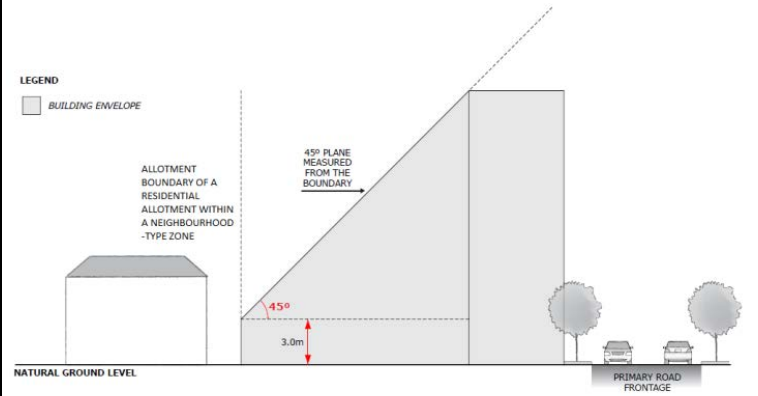 LEGEND
BUILDING ENVELOPE
45º PLANE
MEASURED
FROM THE
BOUNDARY
ALLOTMENT
BOUNDARY OF A
RESIDENTIAL
ALLOTMENT WITHIN
A NEIGHBOURHOOD
-TYPE ZONE
45º
3.0m
NATURAL GROUND LEVEL
PRIMARY ROAD
FRONTAGE